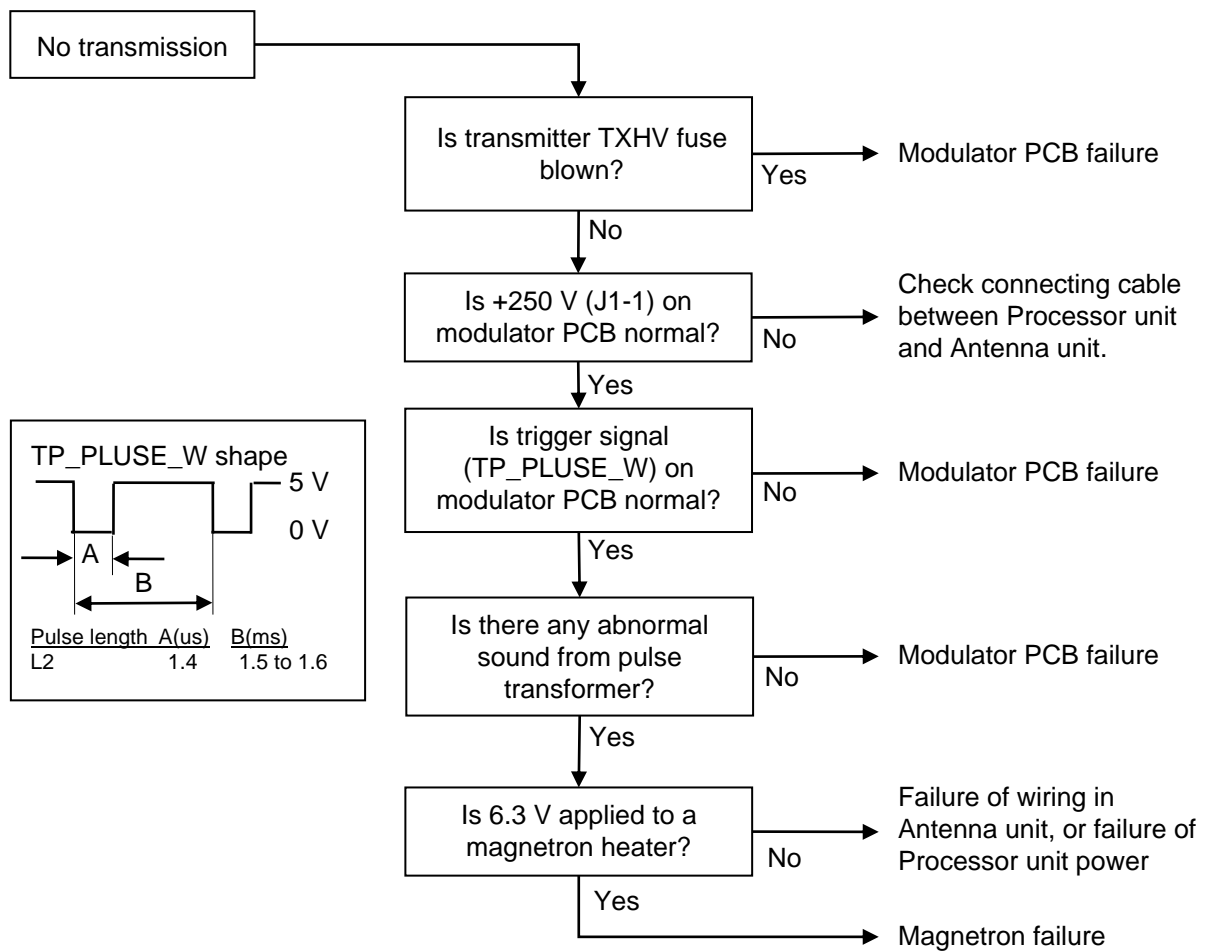 No transmission
Is transmitter TXHV fuse
blown?
Yes
Modulator PCB failure
No
Is +250 V (J1-1) on
modulator PCB normal?
No
Check connecting cable
between Processor unit
and Antenna unit.
Yes
Is trigger signal
(TP_PLUSE_W) on
modulator PCB normal?
No
Modulator PCB failure
Yes
TP_PLUSE_W shape
5 V
0 V
A
B
Pulse length A(us) B(ms)
L2 1.4 1.5 to 1.6
Is there any abnormal
sound from pulse
transformer?
No
Modulator PCB failure
Yes
Is 6.3 V applied to a
magnetron heater?
No
Failure of wiring in
Antenna unit, or failure of
Processor unit power
Yes
Magnetron failure